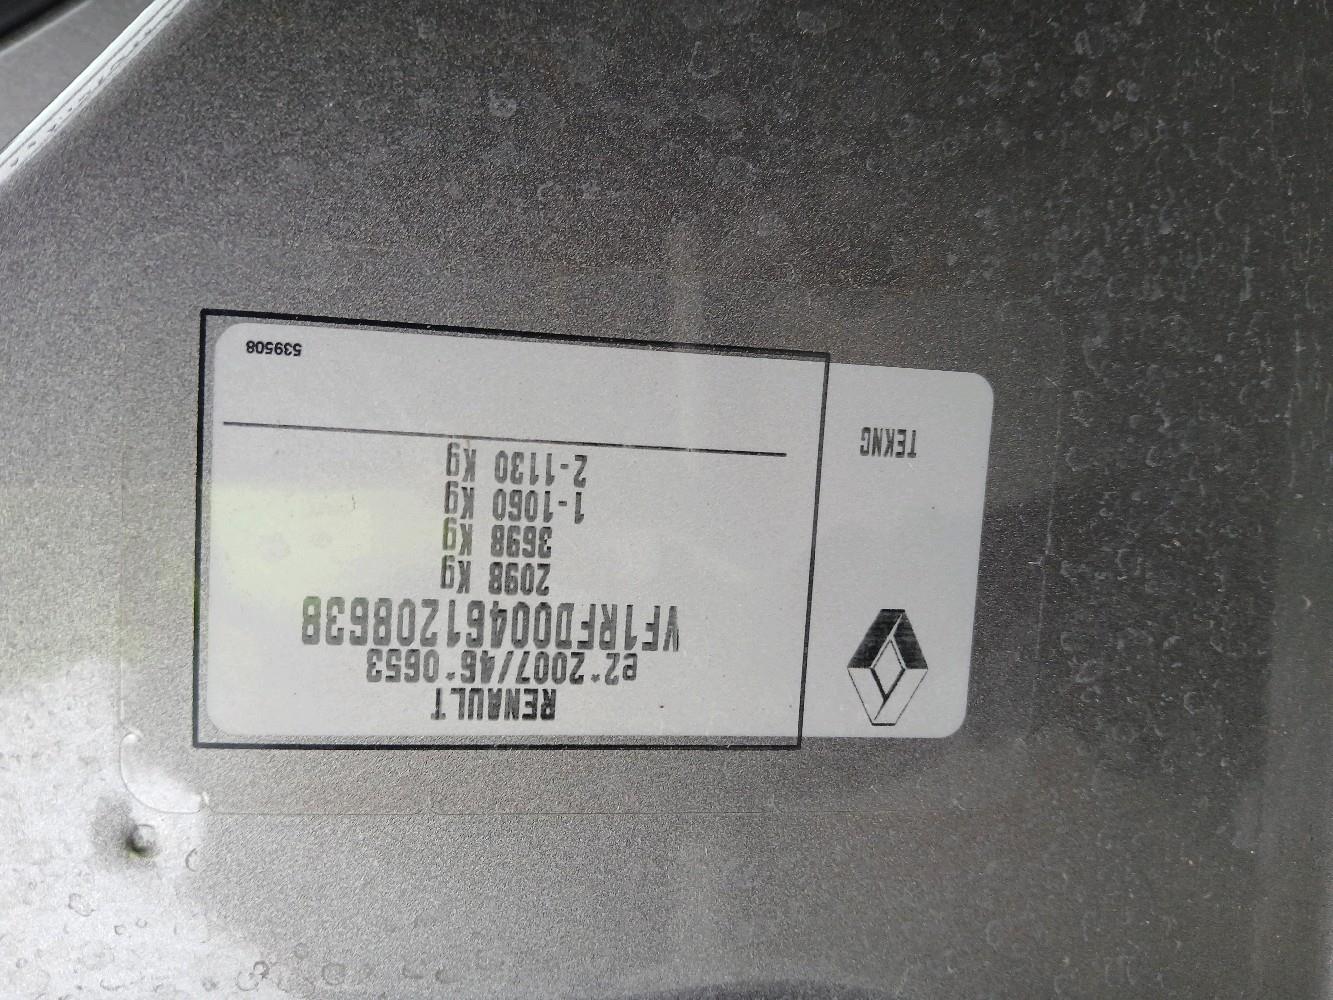 RENAULT
e2*2007/46*0653
VF1RFD00461208638
2098 Kg
3698 Kg
1-1060 Kg
2-1130 Kg
TEKNG
539508